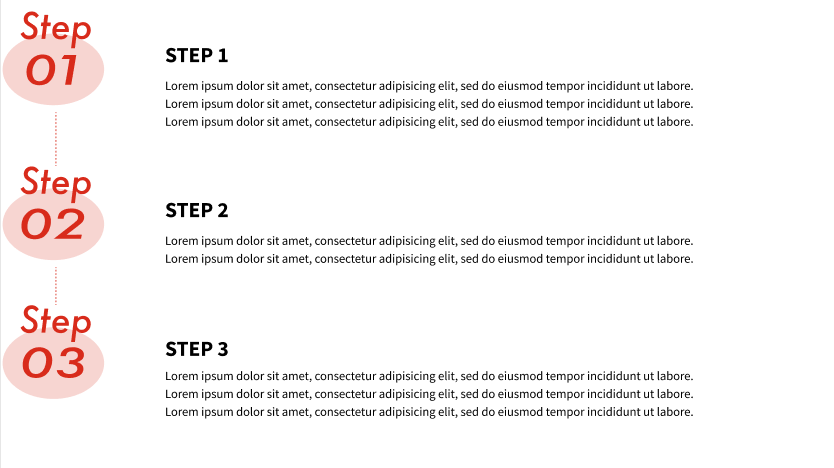 Step
01
STEP 1
Lorem ipsum dolor sit amet, consectetur adipisicing elit, sed do eiusmod tempor incididunt ut labore.
Lorem ipsum dolor sit amet, consectetur adipisicing elit, sed do eiusmod tempor incididunt ut labore.
Lorem ipsum dolor sit amet, consectetur adipisicing elit, sed do eiusmod tempor incididunt ut labore.
Step
02
STEP 2
Lorem ipsum dolor sit amet, consectetur adipisicing elit, sed do eiusmod tempor incididunt ut labore.
Lorem ipsum dolor sit amet, consectetur adipisicing elit, sed do eiusmod tempor incididunt ut labore.
Step
03
STEP 3
Lorem ipsum dolor sit amet, consectetur adipisicing elit, sed do eiusmod tempor incididunt ut labore.
Lorem ipsum dolor sit amet, consectetur adipisicing elit, sed do eiusmod tempor incididunt ut labore.
Lorem ipsum dolor sit amet, consectetur adipisicing elit, sed do eiusmod tempor incididunt ut labore.